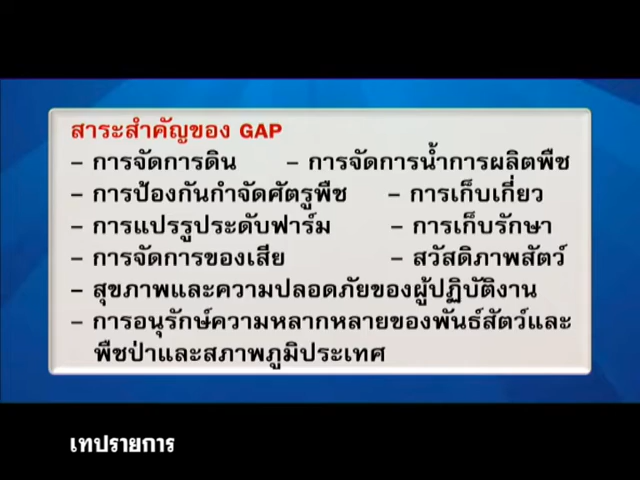 สาระสำคัญของ GAP
– การจัดการดิน – การจัดการน้ำการผลิตพืช
– การป้องกันกำจัดศัตรูพืช – การเก็บเกี่ยว
– การแปรรูประดับฟาร์ม – การเก็บรักษา
– การจัดการของเสีย – สวัสดิภาพสัตว์
– สุขภาพและความปลอดภัยของผู้ปฏิบัติงาน
– การอนุรักษ์ความหลากหลายของพันธ์สัตว์และ
พืชป่าและสภาพภูมิประเทศ
เทปรายการ